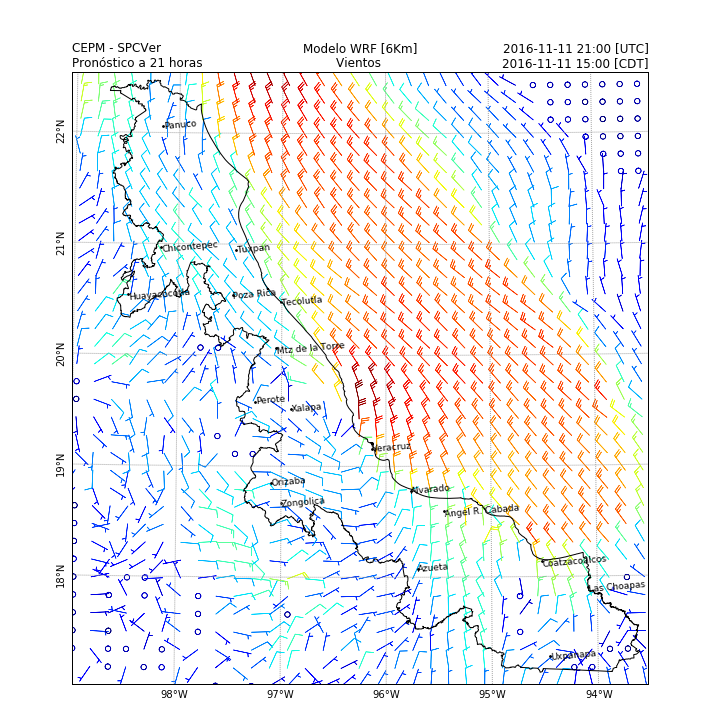 CEPM - SPCVer
Modelo WRF [6Km]
2016-11-11 21:00 [UTC]
Pronóstico a 21 horas
Vientos
2016-11-11 15:00 [CDT]
22°N
Panuco
21°N
Chicontepec
Tuxpan
Huayacocotla
Poza Rica
Tecolutla
20°N
Mtz de la Torre
Perote
Xalapa
19°N
Veracruz
Orizaba
Alvarado
Zongolica
Angel R. Cabada
18°N
Azueta
Coatzacoalcos
Las Choapas
Uxpanapa
98°W
97°W
96°W
95°W
94°W